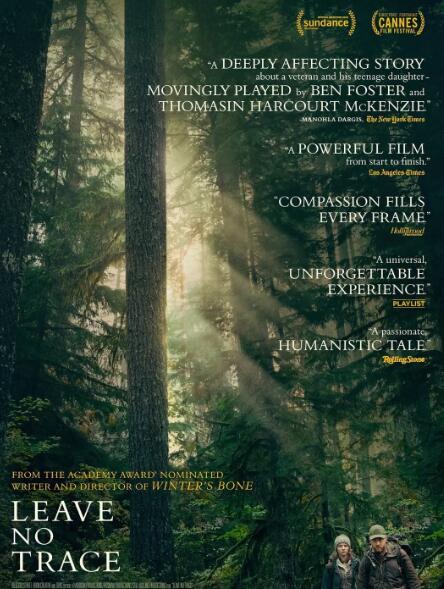 sundance
CANNES
FILM FESTIVAL
"A DEEPLY AFFECTING STORY
about a veteran and his teenage daughter–
MOVINGLY PLAYED by BEN FOSTER and
THOMASIN HARCOURT McKENZIE"
MANOHLA DARGIS, The New York Times
"A POWERFUL FILM
from start to finish."
Los Angeles Times
"COMPASSION FILLS
EVERY FRAME"
"A universal,
UNFORGETTABLE
EXPERIENCE"
PLAYLIST
"A passionate,
HUMANISTIC TALE"
RollingStone
FROM THE ACADEMY AWARD® NOMINATED
WRITER AND DIRECTOR OF WINTER'S BONE
LEAVE
NO
TRACE